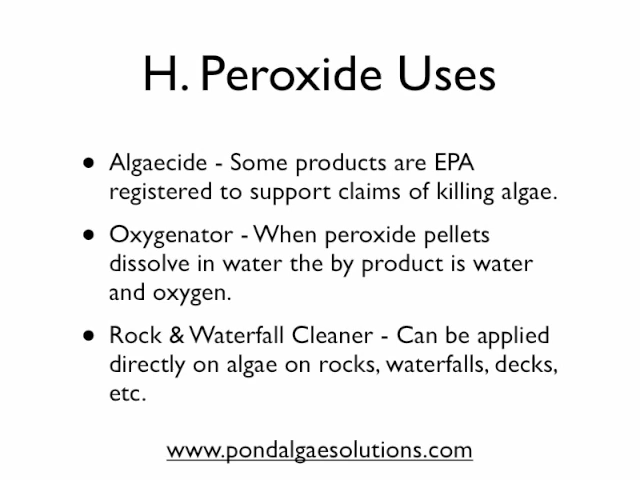 H. Peroxide Uses
• Algaecide - Some products are EPA
registered to support claims of killing algae.
• Oxygenator - When peroxide pellets
dissolve in water the by product is water
and oxygen.
• Rock & Waterfall Cleaner - Can be applied
directly on algae on rocks, waterfalls, decks,
etc.
www.pondalgaesolutions.com